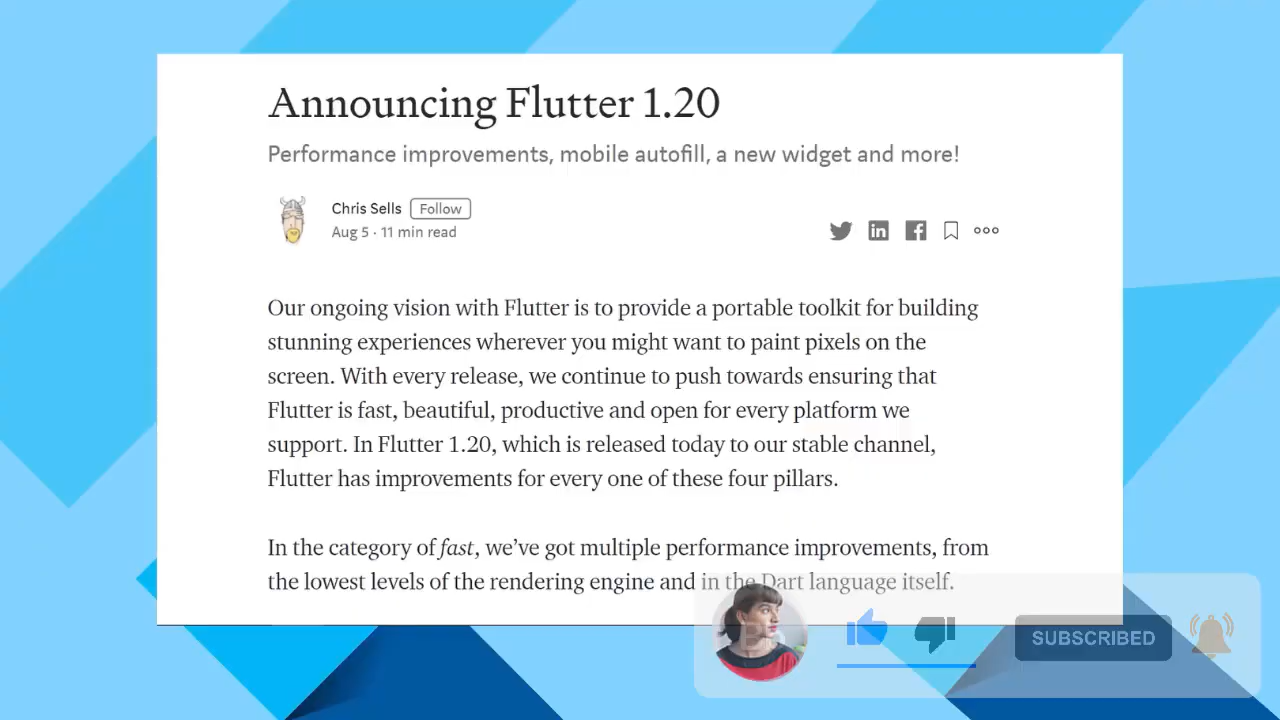 Announcing Flutter 1.20
Performance improvements, mobile autofill, a new widget and more!
Chris Sells Follow
Aug 5 · 11 min read
Our ongoing vision with Flutter is to provide a portable toolkit for building
stunning experiences wherever you might want to paint pixels on the
screen. With every release, we continue to push towards ensuring that
Flutter is fast, beautiful, productive and open for every platform we
support. In Flutter 1.20, which is released today to our stable channel,
Flutter has improvements for every one of these four pillars.
In the category of fast, we’ve got multiple performance improvements, from
the lowest levels of the rendering engine and in the Dart language itself.
SUBSCRIBED